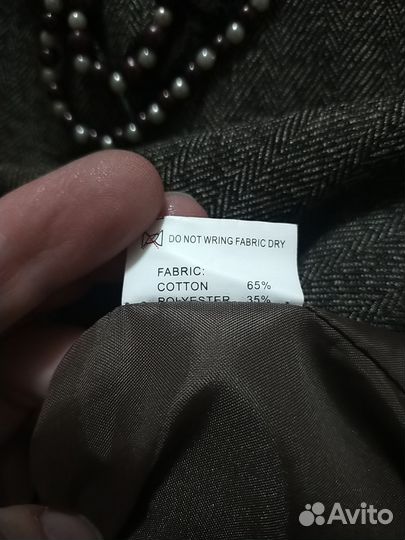 DO NOT WRING FABRIC DRY
FABRIC:
COTTON 65%
POLYESTER 35%
Avito